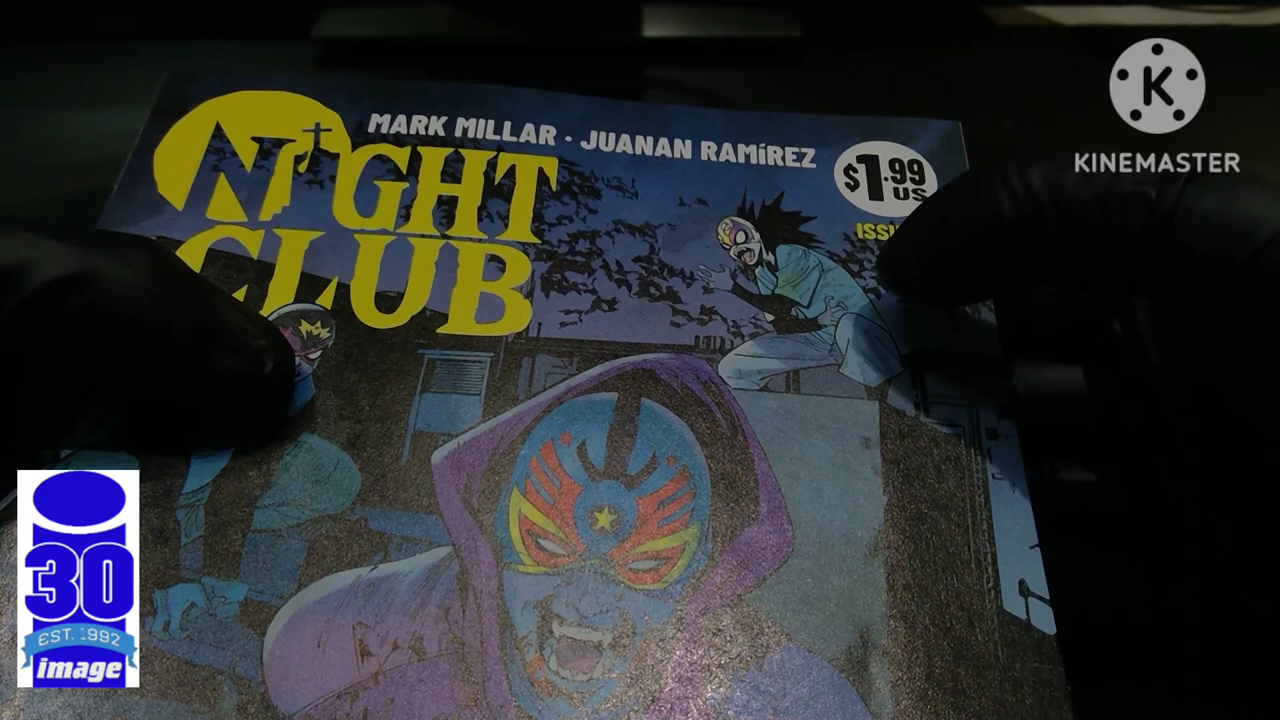 MARK MILLAR · JUANAN RAMÍREZ
NIGHT
CLUB
$1.99
US
K
KINEMASTER
30
EST. 1992
image